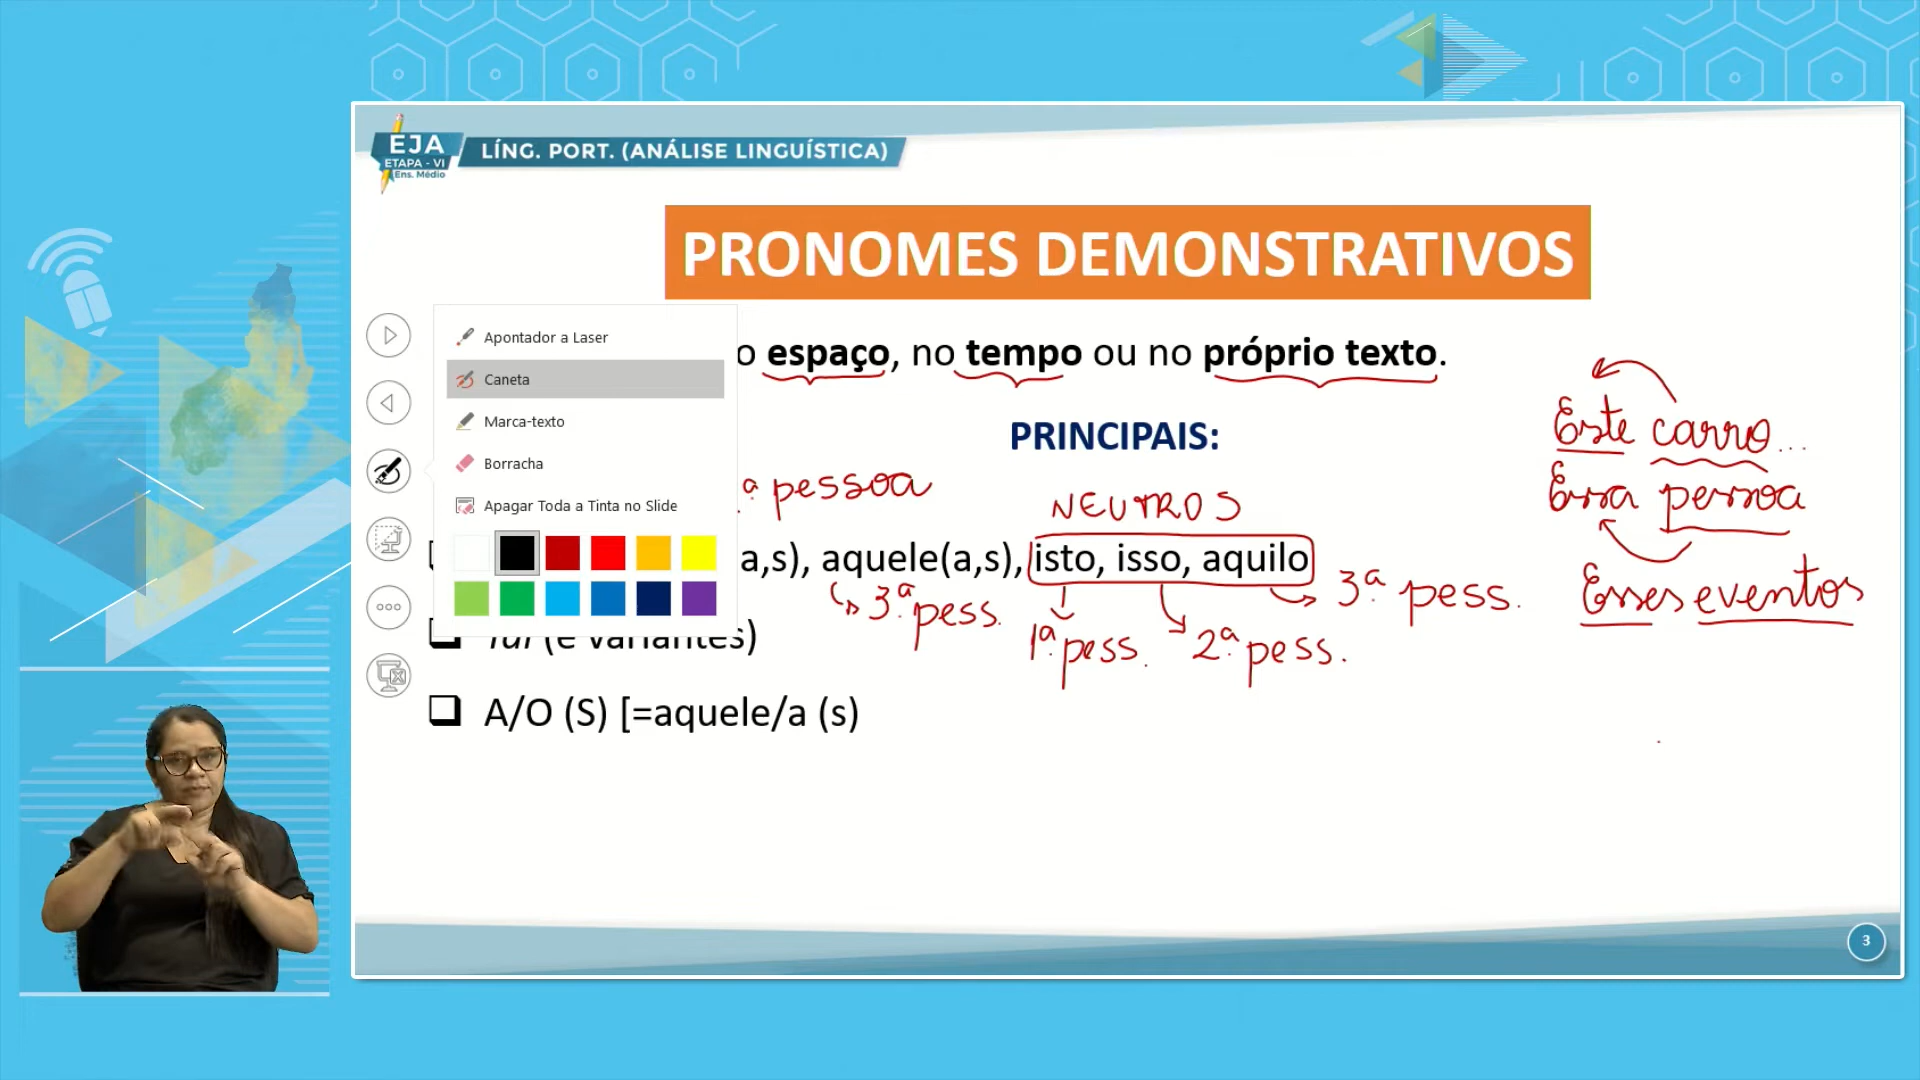 EJA
ETAPA - VI
Ens. Médio
LÍNG. PORT. (ANÁLISE LINGUÍSTICA)
PRONOMES DEMONSTRATIVOS
Apontador a Laser
Caneta
Marca-texto
Borracha
Apagar Toda a Tinta no Slide
o espaço, no tempo ou no próprio texto.
PRINCIPAIS:
ª pessoa
NEUTROS
a,s), aquele(a,s), isto, isso, aquilo
3ª pess.
1ª pess.
2ª pess.
3ª pess.
Este carro...
Essa pessoa
Esses eventos
Tal (e variantes)
A/O (S) [=aquele/a (s)
3